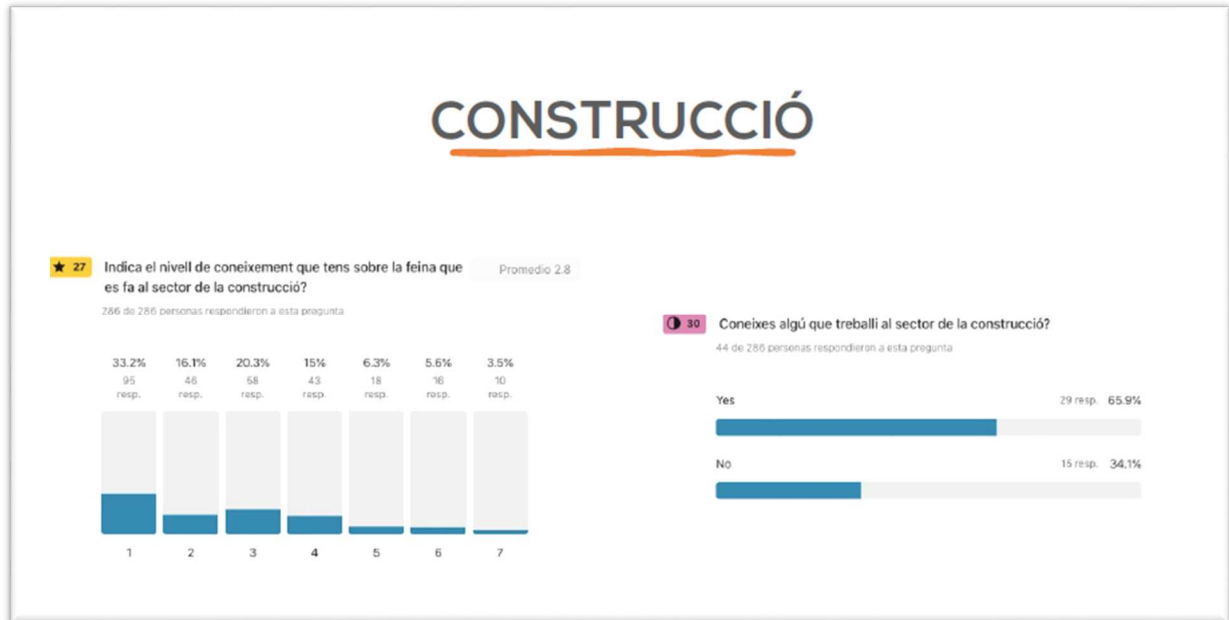 CONSTRUCCIÓ
★ 27 Indica el nivell de coneixement que tens sobre la feina que
es fa al sector de la construcció?
Promedio 2.8
286 de 286 personas respondieron a esta pregunta
33.2% 16.1% 20.3% 15% 6.3% 5.6% 3.5%
95 46 58 43 18 16 10
resp. resp. resp. resp. resp. resp. resp.
1 2 3 4 5 6 7
30 Coneixes algú que treballi al sector de la construcció?
44 de 286 personas respondieron a esta pregunta
Yes 29 resp. 65.9%
No 15 resp. 34.1%